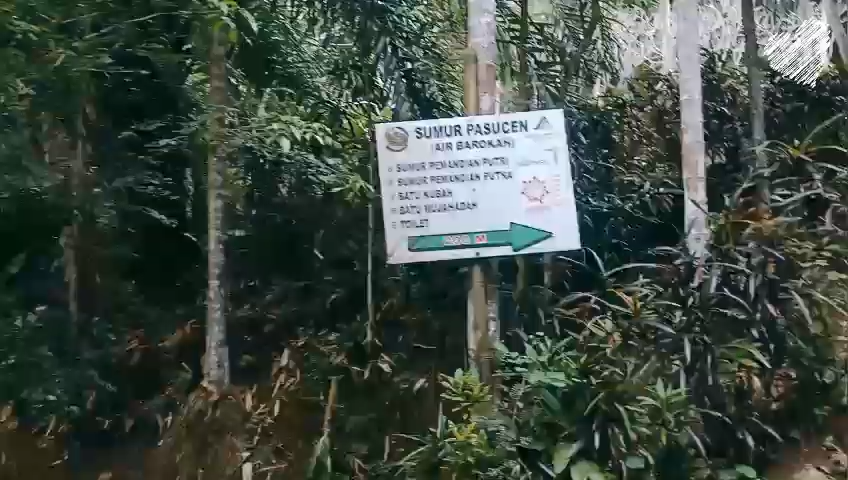 SUMUR PASUCEN
(AIR BAROKAH)
SUMUR PEMANDIAN PUTRI
SUMUR PEMANDIAN PUTRA
BATU KUBAH
BATU MUJAHADAH
TOILET
M